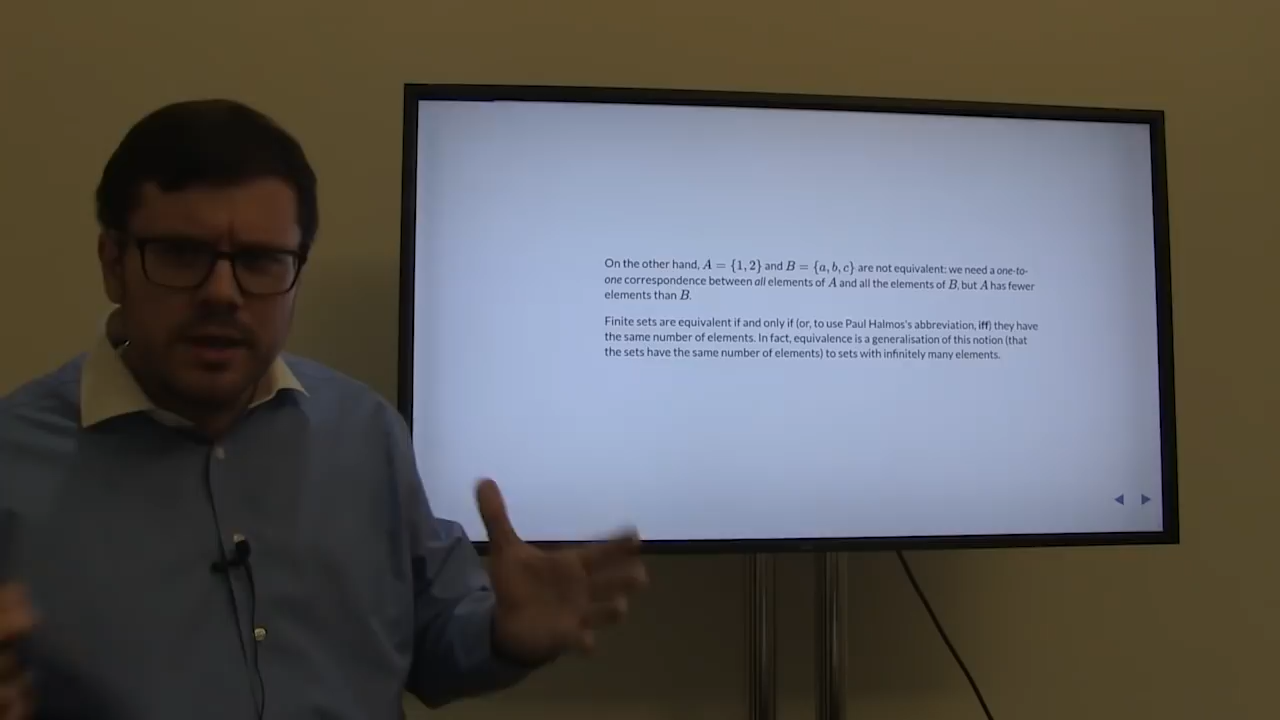 On the other hand, A = {1, 2} and B = {a, b, c} are not equivalent: we need a one-to-
one correspondence between all elements of A and all the elements of B, but A has fewer
elements than B.
Finite sets are equivalent if and only if (or, to use Paul Halmos's abbreviation, iff) they have
the same number of elements. In fact, equivalence is a generalisation of this notion (that
the sets have the same number of elements) to sets with infinitely many elements.